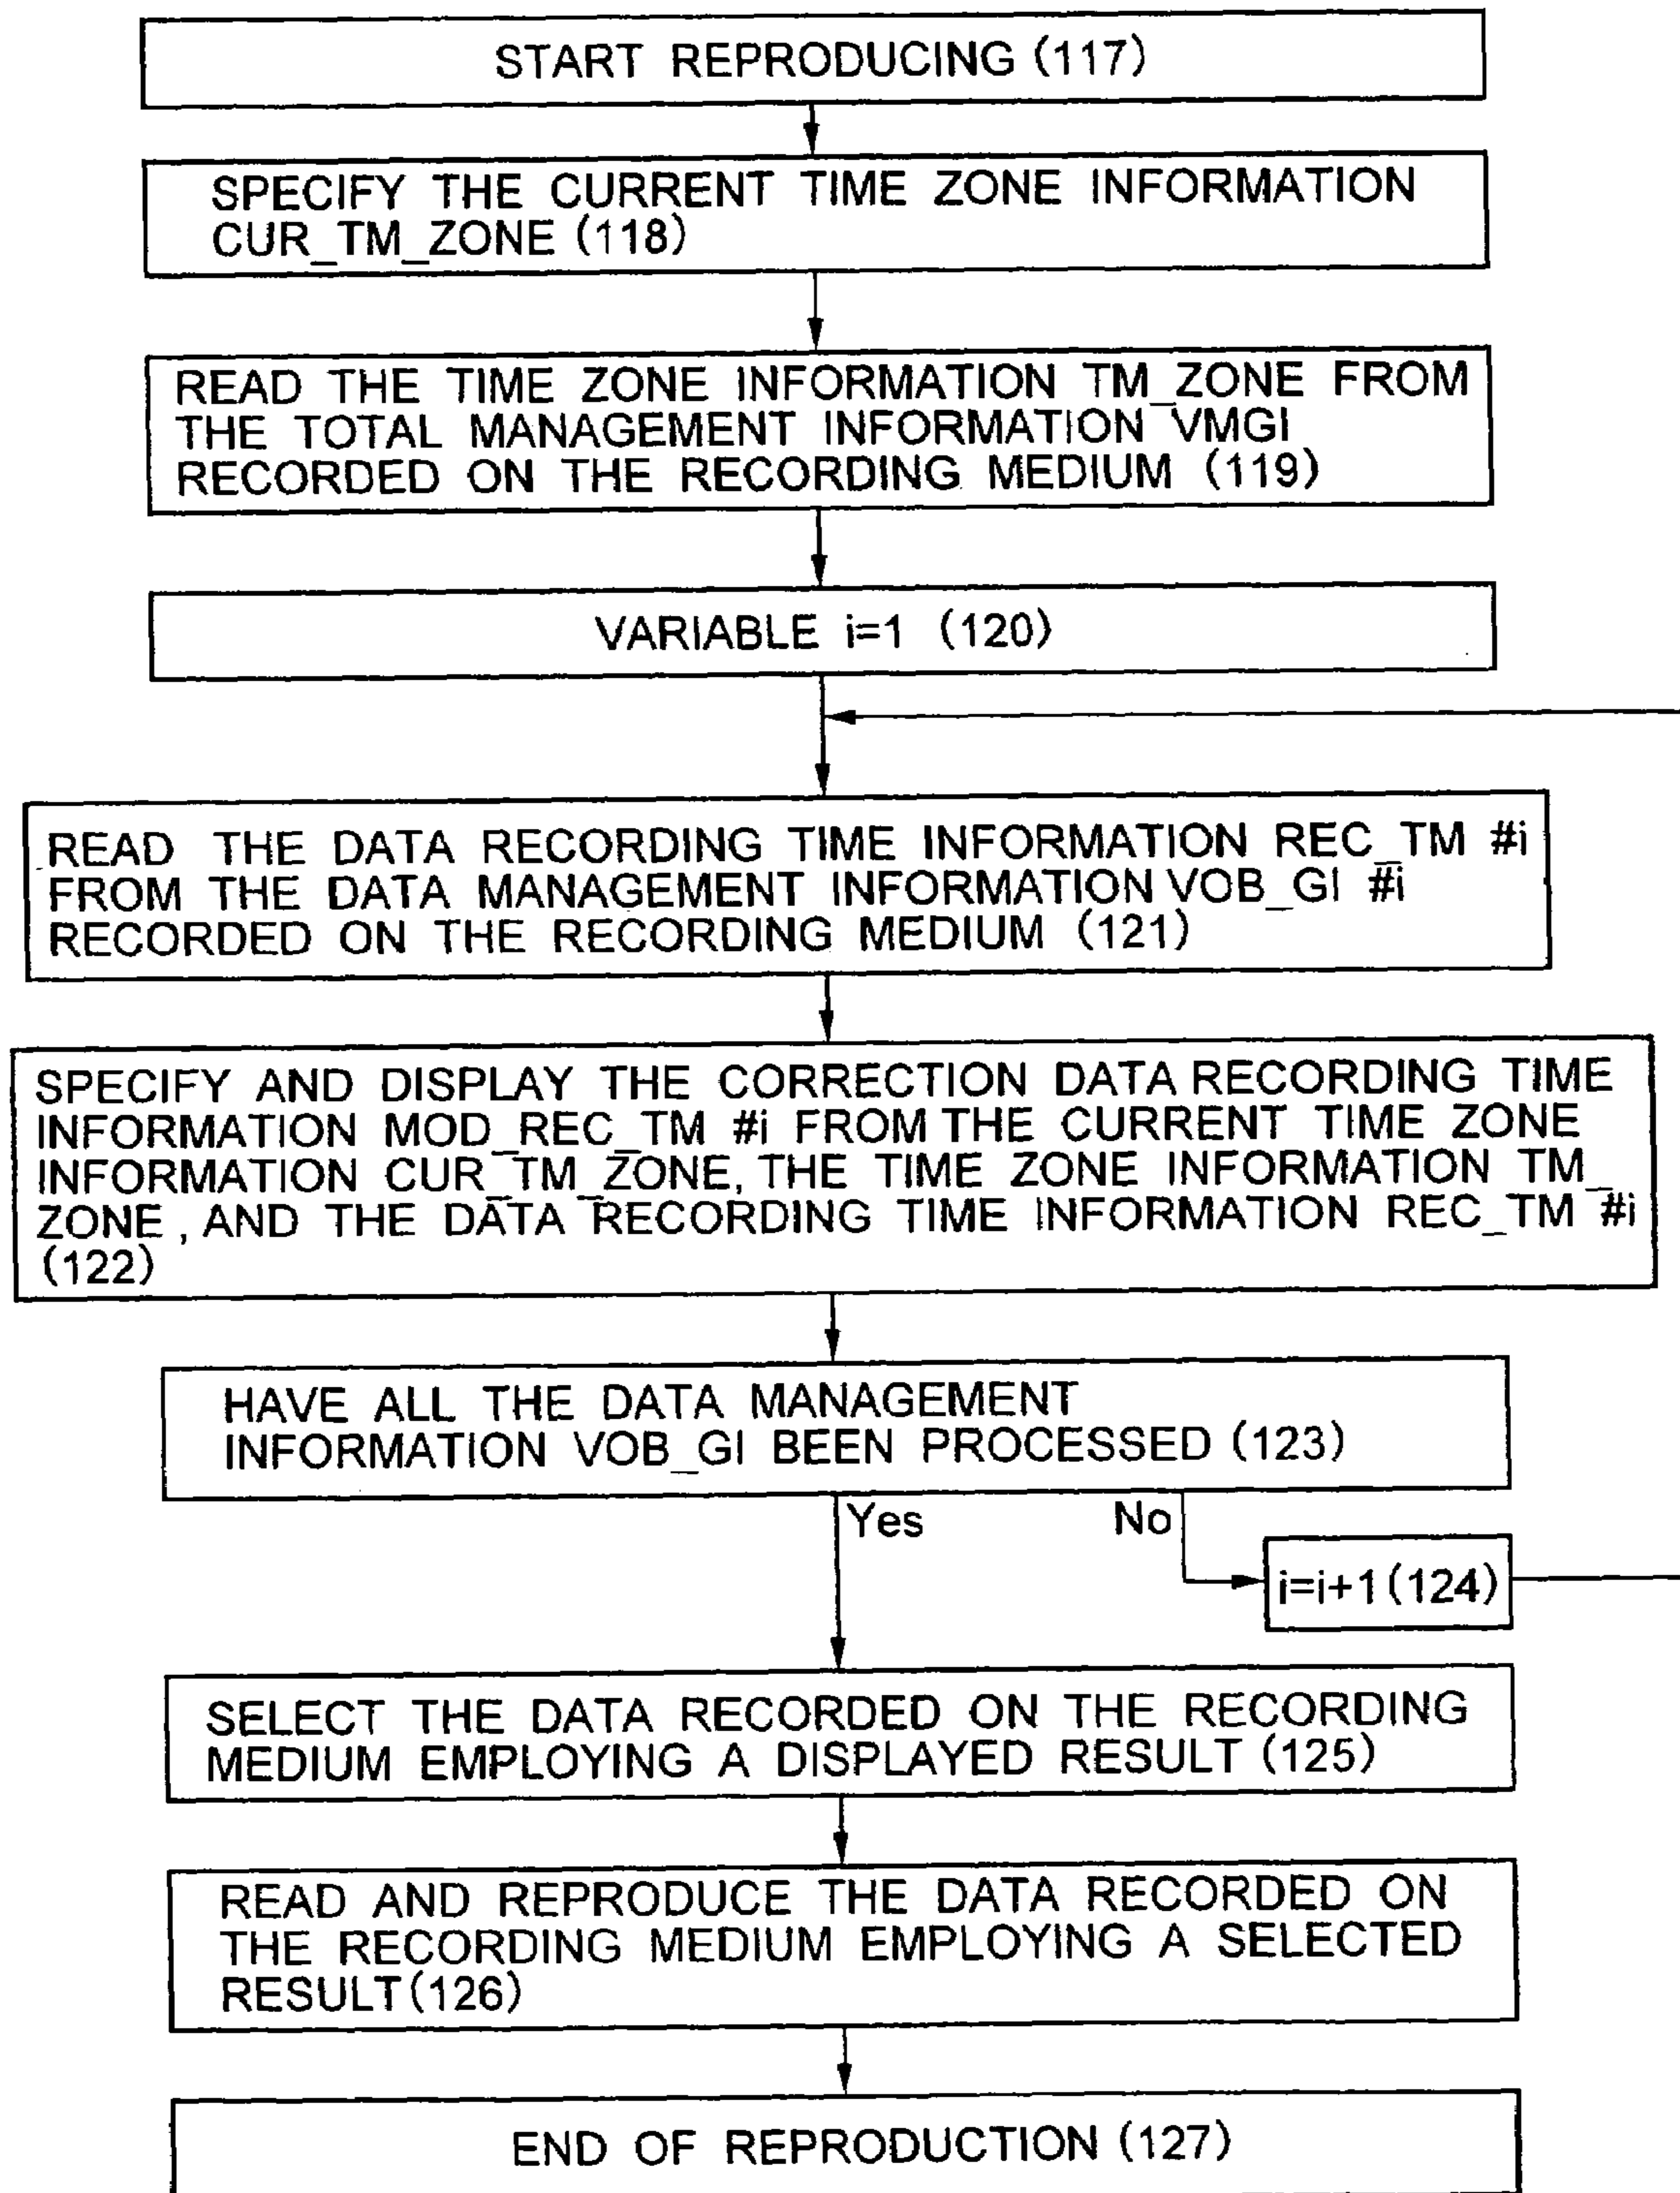 START REPRODUCING (117)
SPECIFY THE CURRENT TIME ZONE INFORMATION
CUR_TM_ZONE (118)
READ THE TIME ZONE INFORMATION TM_ZONE FROM
THE TOTAL MANAGEMENT INFORMATION VMGI
RECORDED ON THE RECORDING MEDIUM (119)
VARIABLE i=1 (120)
READ THE DATA RECORDING TIME INFORMATION REC_TM #i
FROM THE DATA MANAGEMENT INFORMATION VOB_GI #i
RECORDED ON THE RECORDING MEDIUM (121)
SPECIFY AND DISPLAY THE CORRECTION DATA RECORDING TIME
INFORMATION MOD_REC_TM #i FROM THE CURRENT TIME ZONE
INFORMATION CUR_TM_ZONE, THE TIME ZONE INFORMATION TM_
ZONE, AND THE DATA RECORDING TIME INFORMATION REC_TM #i
(122)
HAVE ALL THE DATA MANAGEMENT
INFORMATION VOB_GI BEEN PROCESSED (123)
Yes
No
i=i+1 (124)
SELECT THE DATA RECORDED ON THE RECORDING
MEDIUM EMPLOYING A DISPLAYED RESULT (125)
READ AND REPRODUCE THE DATA RECORDED ON
THE RECORDING MEDIUM EMPLOYING A SELECTED
RESULT (126)
END OF REPRODUCTION (127)